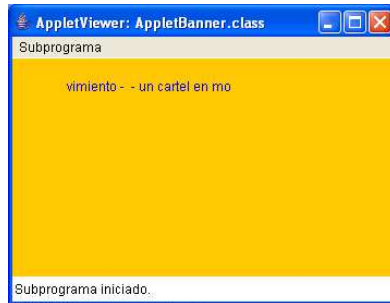 AppletViewer: AppletBanner.class
Subprograma
vimiento - - un cartel en mo
Subprograma iniciado.